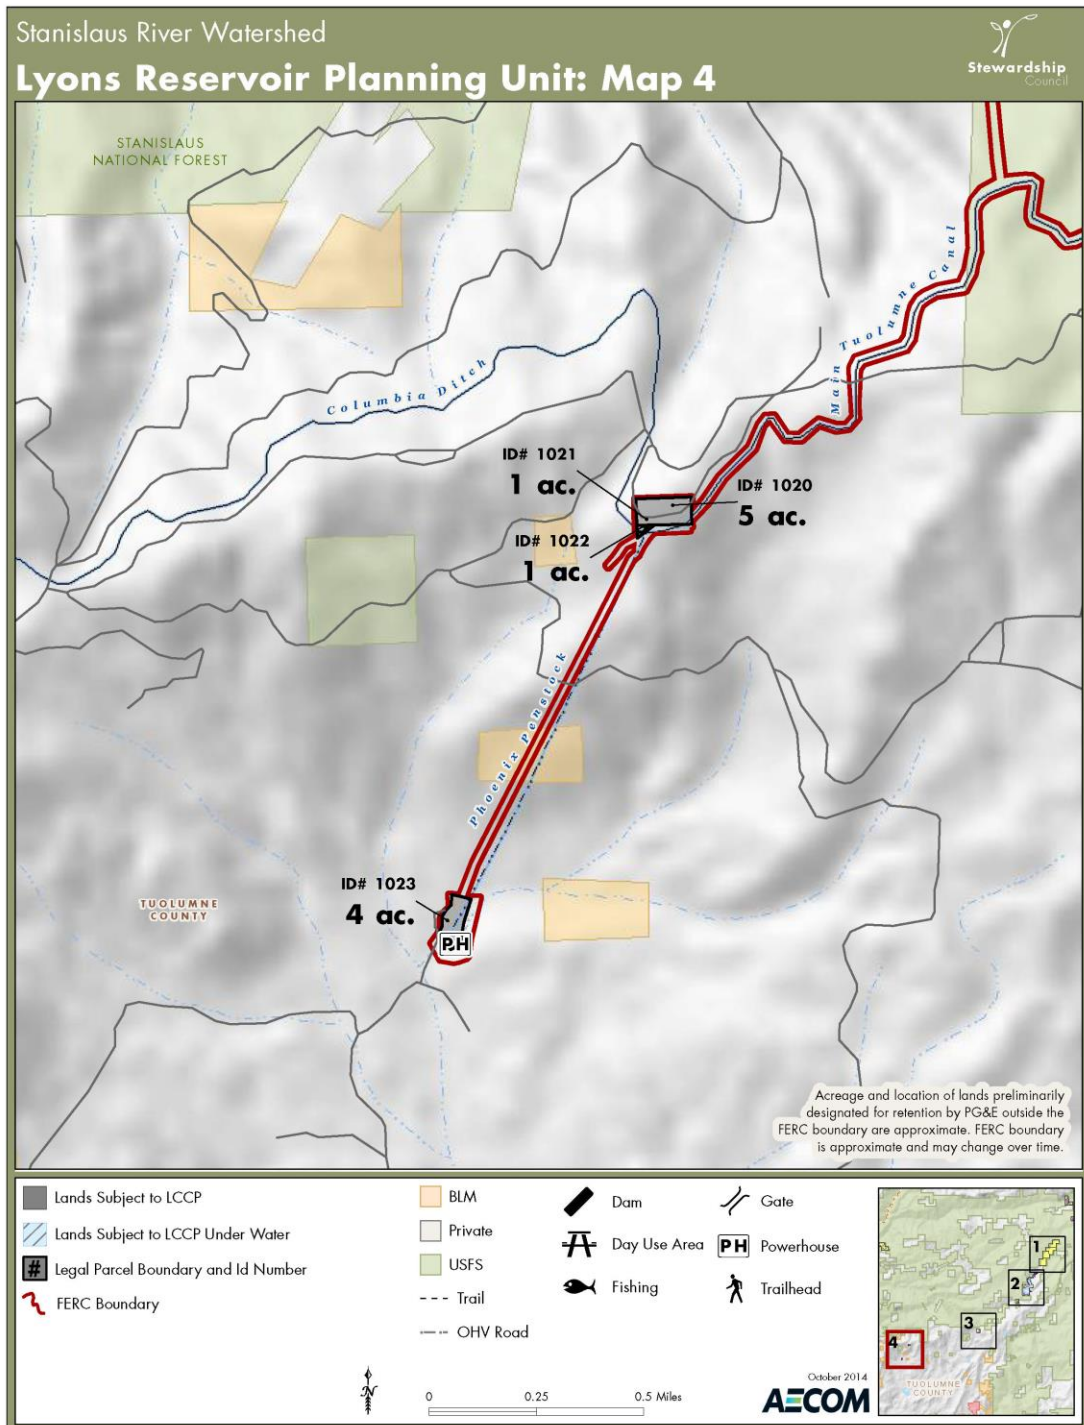 Stanislaus River Watershed
Lyons Reservoir Planning Unit: Map 4
Stewardship
Council
STANISLAUS
NATIONAL FOREST
Main Tuolumne Canal
Columbia Ditch
ID# 1021
1 ac.
ID# 1020
5 ac.
ID# 1022
1 ac.
Phoenix Penstock
ID# 1023
4 ac.
PH
TUOLUMNE
COUNTY
Acreage and location of lands preliminarily
designated for retention by PG&E outside the
FERC boundary are approximate. FERC boundary
is approximate and may change over time.
Lands Subject to LCCP
Lands Subject to LCCP Under Water
# Legal Parcel Boundary and Id Number
FERC Boundary
BLM
Private
USFS
Trail
OHV Road
Dam
Day Use Area
Fishing
Gate
PH Powerhouse
Trailhead
N
0 0.25 0.5 Miles
October 2014
AECOM
1
2
3
4
TUOLUMNE
COUNTY